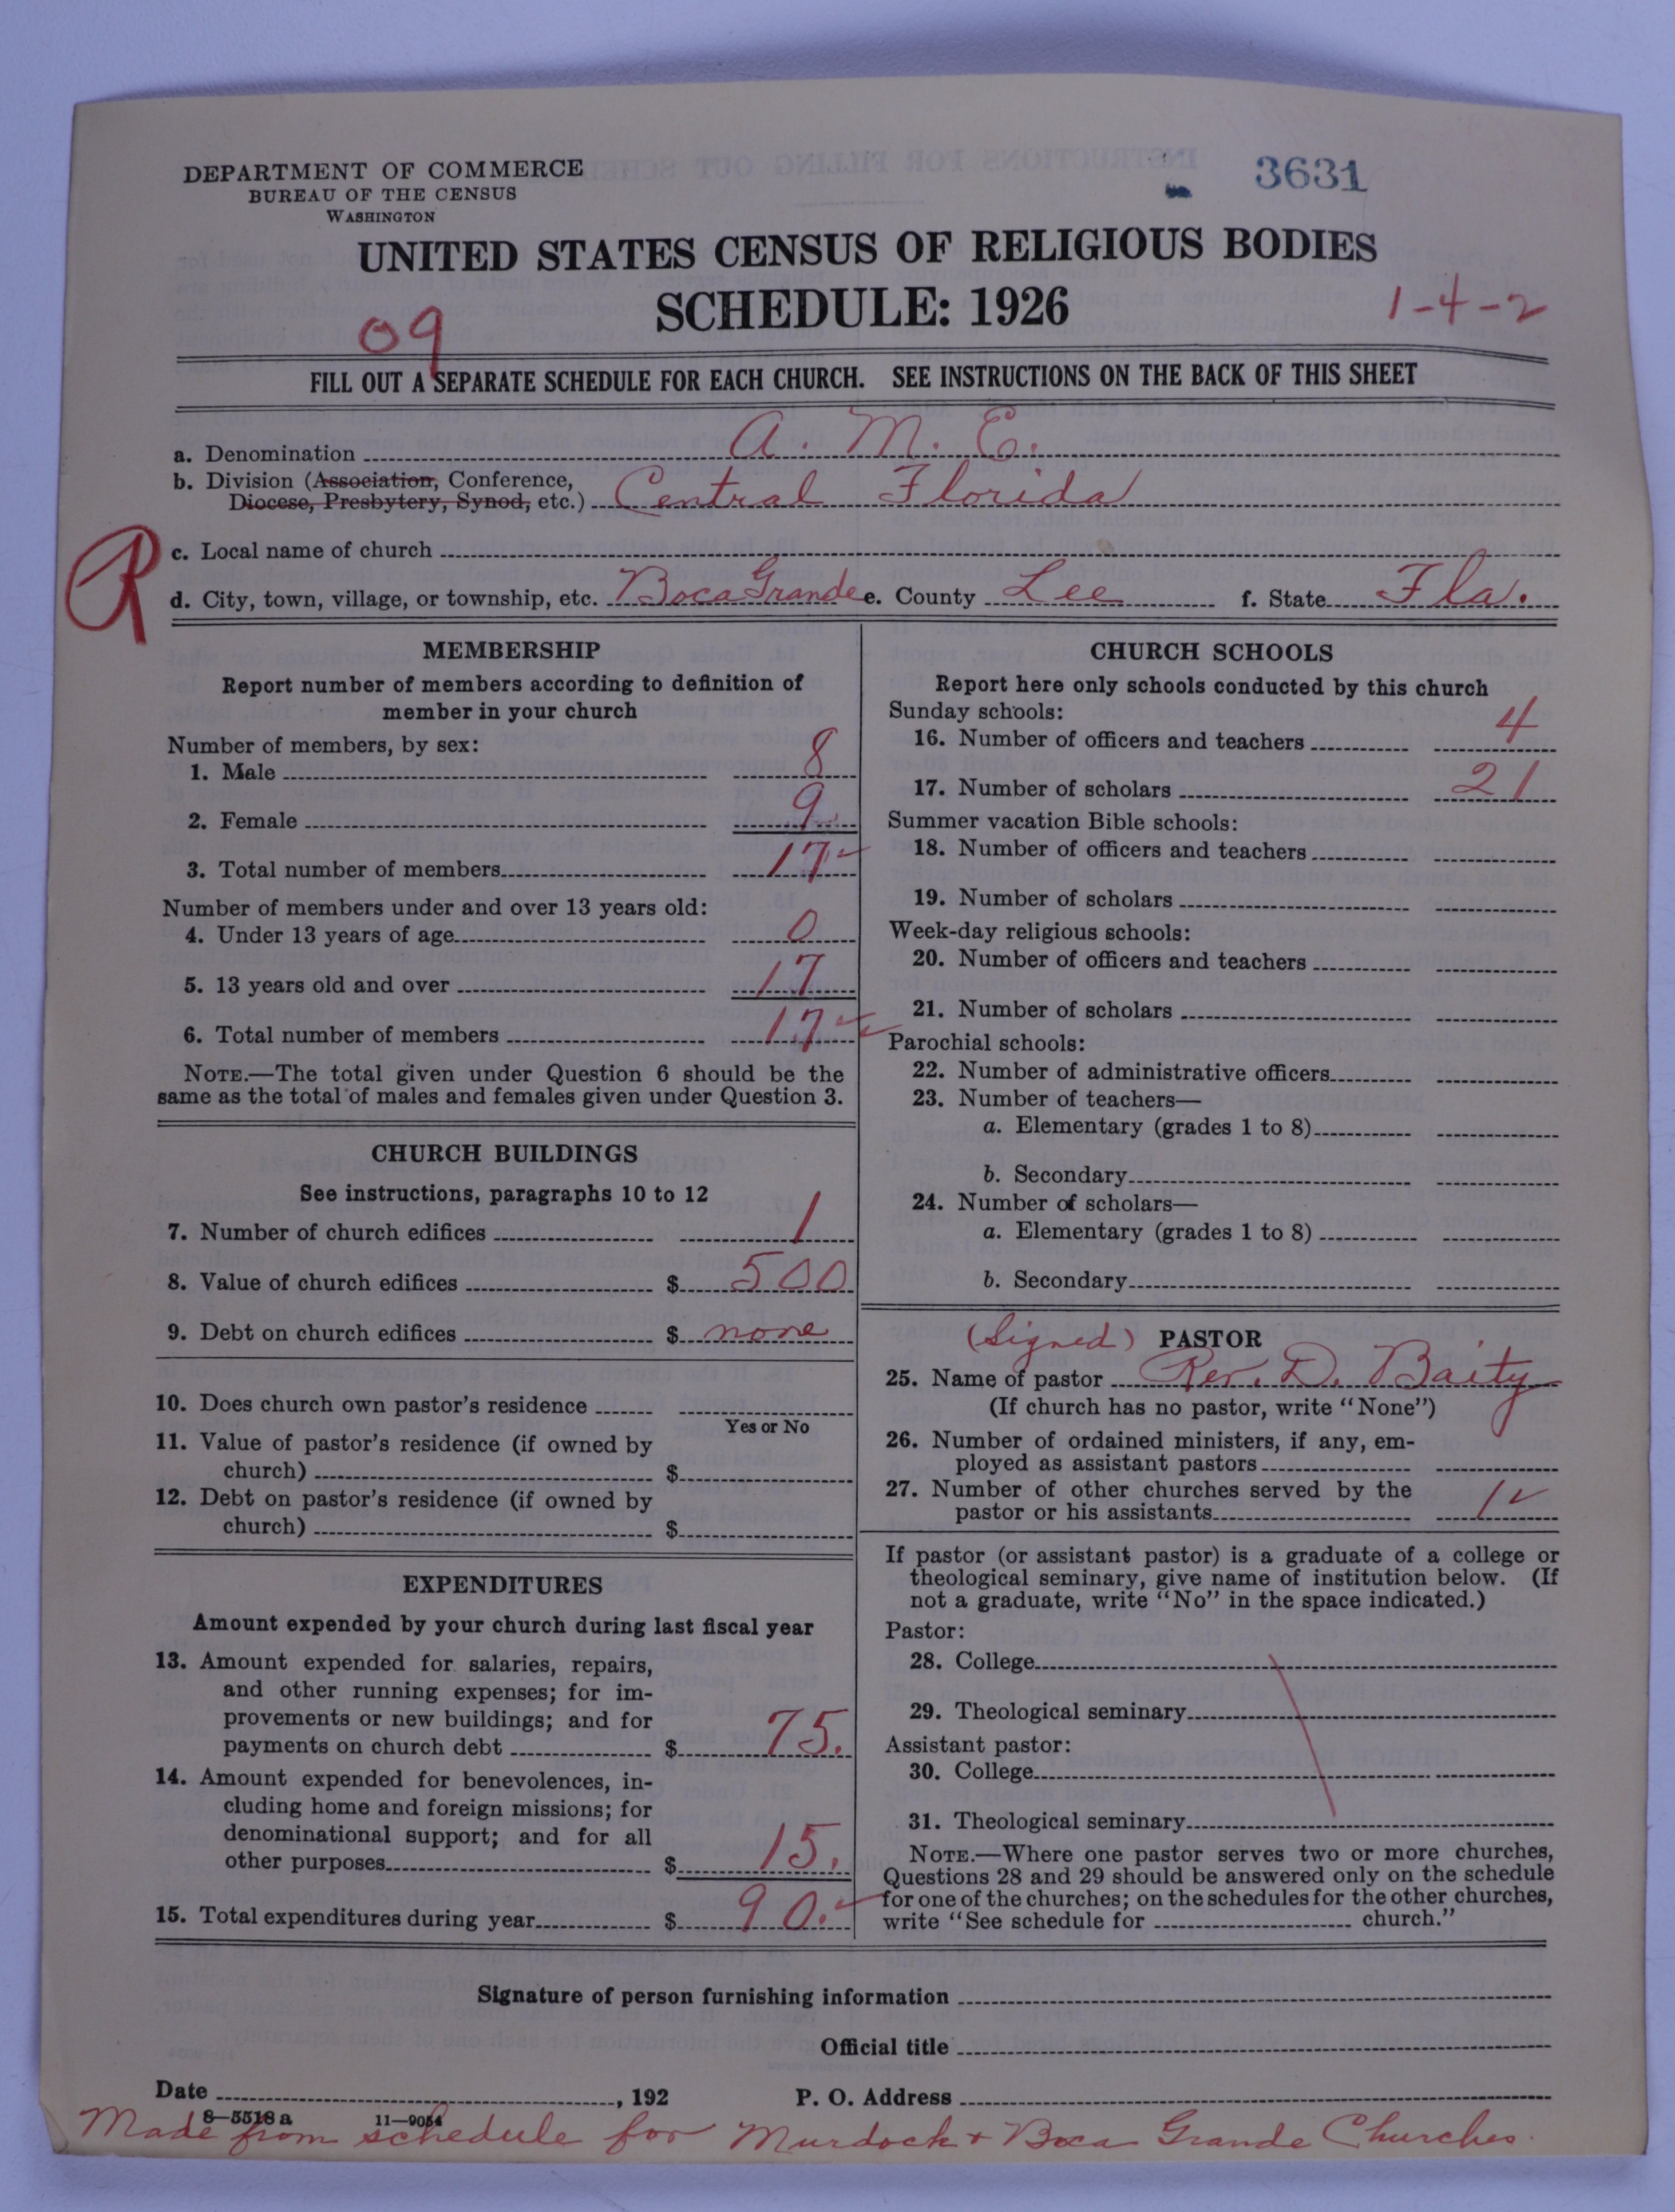 DEPARTMENT OF COMMERCE
BUREAU OF THE CENSUS
WASHINGTON
3631
UNITED STATES CENSUS OF RELIGIOUS BODIES
SCHEDULE: 1926
1-4-2
09
FILL OUT A SEPARATE SCHEDULE FOR EACH CHURCH. SEE INSTRUCTIONS ON THE BACK OF THIS SHEET
a. Denomination A. M. E.
b. Division (Association, Conference,
Diocese, Presbytery, Synod, etc.) Central Florida
R
c. Local name of church
d. City, town, village, or township, etc. Boca Grande e. County Lee f. State Fla.
MEMBERSHIP
Report number of members according to definition of
member in your church
Number of members, by sex:
1. Male 8
2. Female 9
3. Total number of members 17
Number of members under and over 13 years old:
4. Under 13 years of age 0
5. 13 years old and over 17
6. Total number of members 17
NOTE.—The total given under Question 6 should be the
same as the total of males and females given under Question 3.
CHURCH BUILDINGS
See instructions, paragraphs 10 to 12
7. Number of church edifices 1
8. Value of church edifices $ 500
9. Debt on church edifices $ none
10. Does church own pastor's residence
Yes or No
11. Value of pastor's residence (if owned by
church) $
12. Debt on pastor's residence (if owned by
church) $
EXPENDITURES
Amount expended by your church during last fiscal year
13. Amount expended for salaries, repairs,
and other running expenses; for im-
provements or new buildings; and for
payments on church debt $ 75.
14. Amount expended for benevolences, in-
cluding home and foreign missions; for
denominational support; and for all
other purposes $ 15.
15. Total expenditures during year $ 90.
CHURCH SCHOOLS
Report here only schools conducted by this church
Sunday schools:
16. Number of officers and teachers 4
17. Number of scholars 21
Summer vacation Bible schools:
18. Number of officers and teachers
19. Number of scholars
Week-day religious schools:
20. Number of officers and teachers
21. Number of scholars
Parochial schools:
22. Number of administrative officers
23. Number of teachers—
a. Elementary (grades 1 to 8)
b. Secondary
24. Number of scholars—
a. Elementary (grades 1 to 8)
b. Secondary
(Signed) PASTOR
25. Name of pastor Rev. D. Baity
(If church has no pastor, write "None")
26. Number of ordained ministers, if any, em-
ployed as assistant pastors
27. Number of other churches served by the
pastor or his assistants 1
If pastor (or assistant pastor) is a graduate of a college or
theological seminary, give name of institution below. (If
not a graduate, write "No" in the space indicated.)
Pastor:
28. College
29. Theological seminary
Assistant pastor:
30. College
31. Theological seminary
NOTE.—Where one pastor serves two or more churches,
Questions 28 and 29 should be answered only on the schedule
for one of the churches; on the schedules for the other churches,
write "See schedule for church."
Signature of person furnishing information
Official title
Date , 192 P. O. Address
8—5518 a 11—9054
Made from schedule for Murdock + Boca Grande Churches.